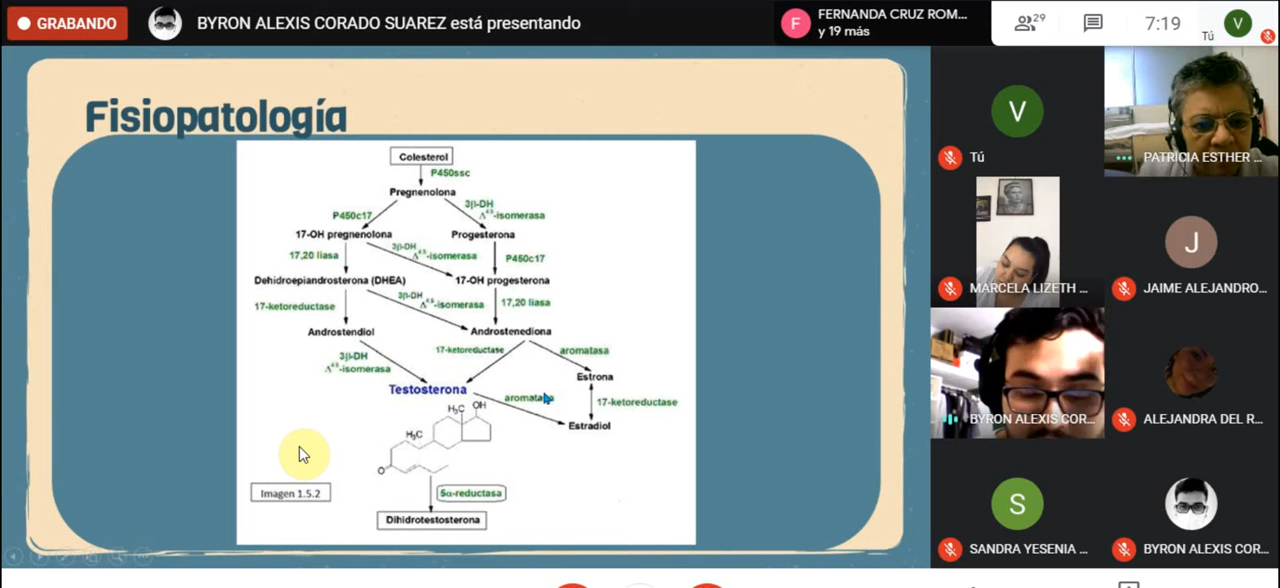 GRABANDO
BYRON ALEXIS CORADO SUAREZ está presentando
F
FERNANDA CRUZ ROM...
y 19 más
29
7:19
Tú
V
Fisiopatología
Colesterol
P450ssc
Pregnenolona
P450c17
3β-DH
Δ4,5-isomerasa
17-OH pregnenolona
Progesterona
17,20 liasa
3β-DH
Δ4,5-isomerasa
P450c17
Dehidroepiandrosterona (DHEA)
17-OH progesterona
17-ketoreductase
3β-DH
Δ4,5-isomerasa
17,20 liasa
Androstendiol
Androstenediona
3β-DH
Δ4,5-isomerasa
17-ketoreductase
aromatasa
Estrona
Testosterona
17-ketoreductase
Estradiol
H3C
OH
H3C
O
Imagen 1.5.2
5α-reductasa
Dihidrotestosterona
V
Tú
PATRICIA ESTHER ...
MARCELA LIZETH ...
J
JAIME ALEJANDRO...
BYRON ALEXIS COR...
ALEJANDRA DEL R...
S
SANDRA YESENIA ...
BYRON ALEXIS COR...